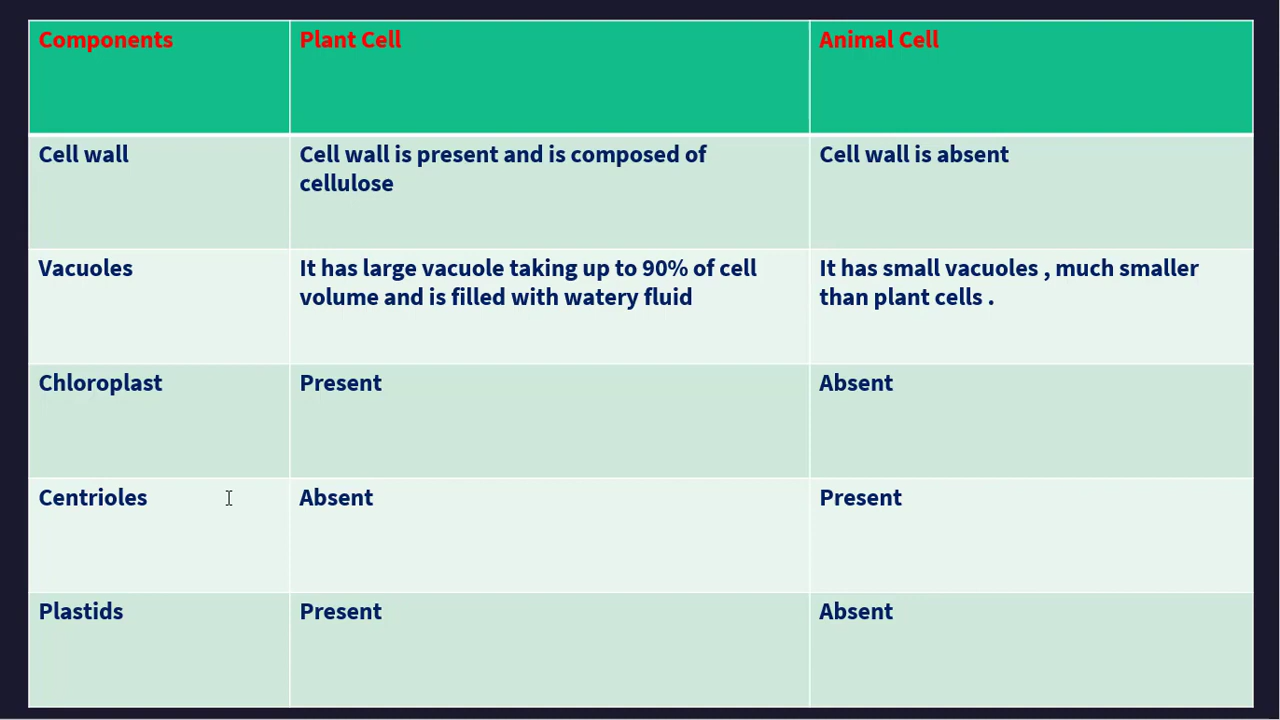 Components
Plant Cell
Animal Cell
Cell wall
Cell wall is present and is composed of
cellulose
Cell wall is absent
Vacuoles
It has large vacuole taking up to 90% of cell
volume and is filled with watery fluid
It has small vacuoles , much smaller
than plant cells .
Chloroplast
Present
Absent
Centrioles
Absent
Present
Plastids
Present
Absent